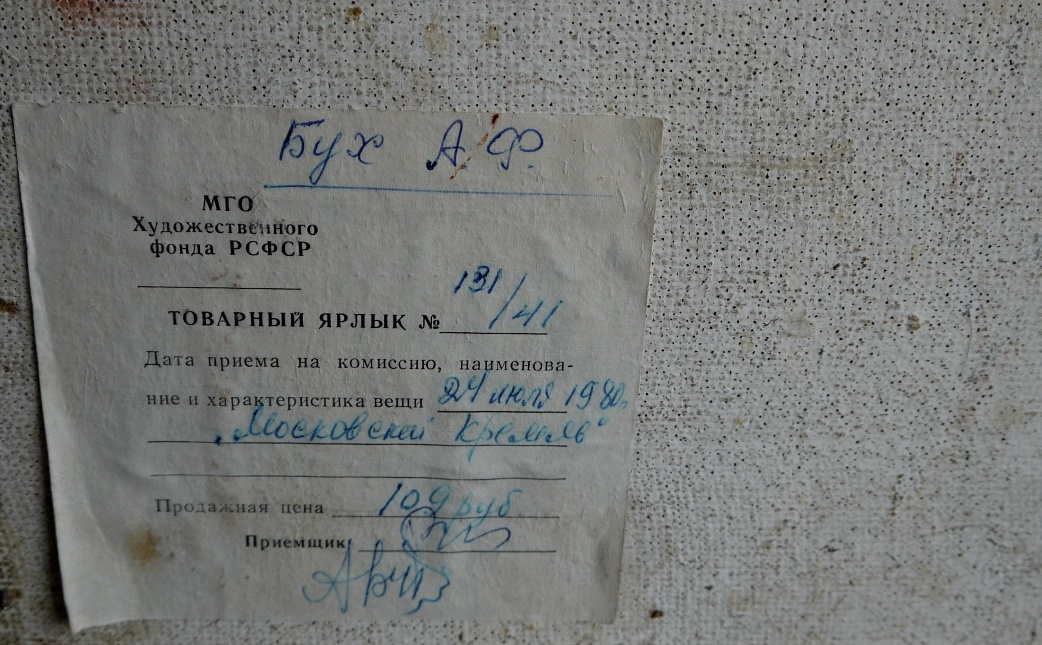 Бух А. Ф.
МГО
Художественного
фонда РСФСР
131/41
ТОВАРНЫЙ ЯРЛЫК №
Дата приема на комиссию, наименова-
ние и характеристика вещи 24 июля 1980г.
„Московский Кремль“
Продажная цена 109 руб.
Приемщик